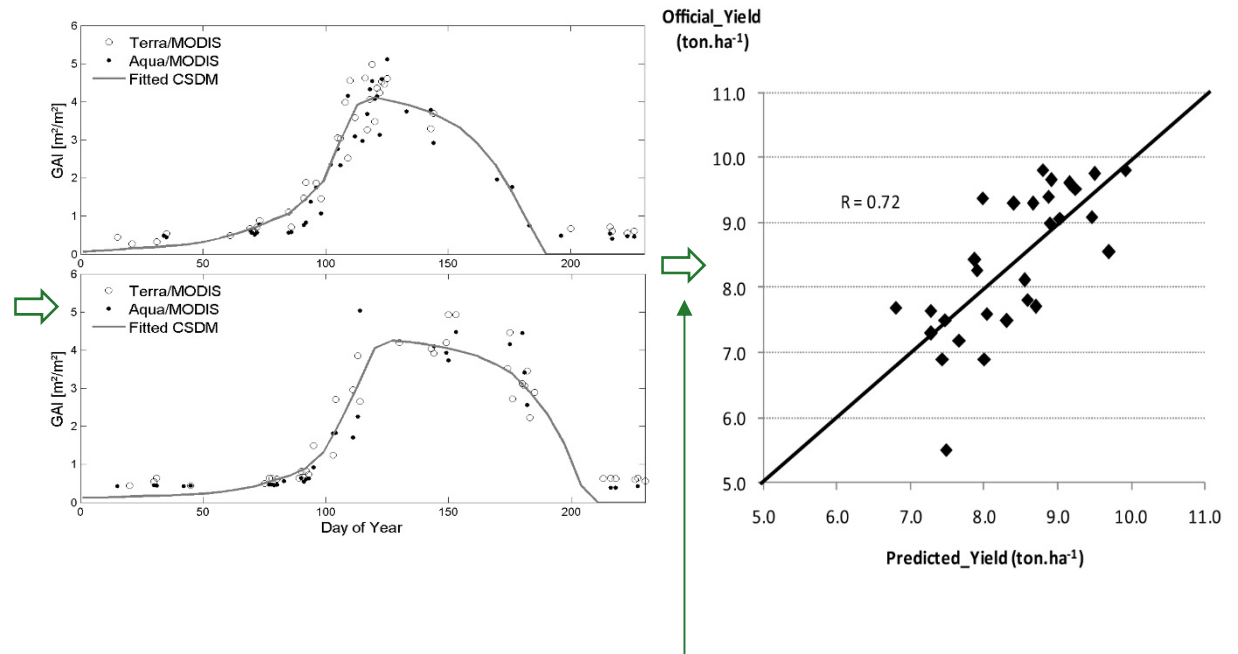 6
5
4
3
2
1
0
GAI [m²/m²]
Terra/MODIS
Aqua/MODIS
Fitted CSDM
0 50 100 150 200
6
5
4
3
2
1
0
GAI [m²/m²]
Terra/MODIS
Aqua/MODIS
Fitted CSDM
0 50 100 150 200
Day of Year
Official_Yield
(ton.ha⁻¹)
11.0
10.0
9.0
8.0
7.0
6.0
5.0
R = 0.72
5.0 6.0 7.0 8.0 9.0 10.0 11.0
Predicted_Yield (ton.ha⁻¹)